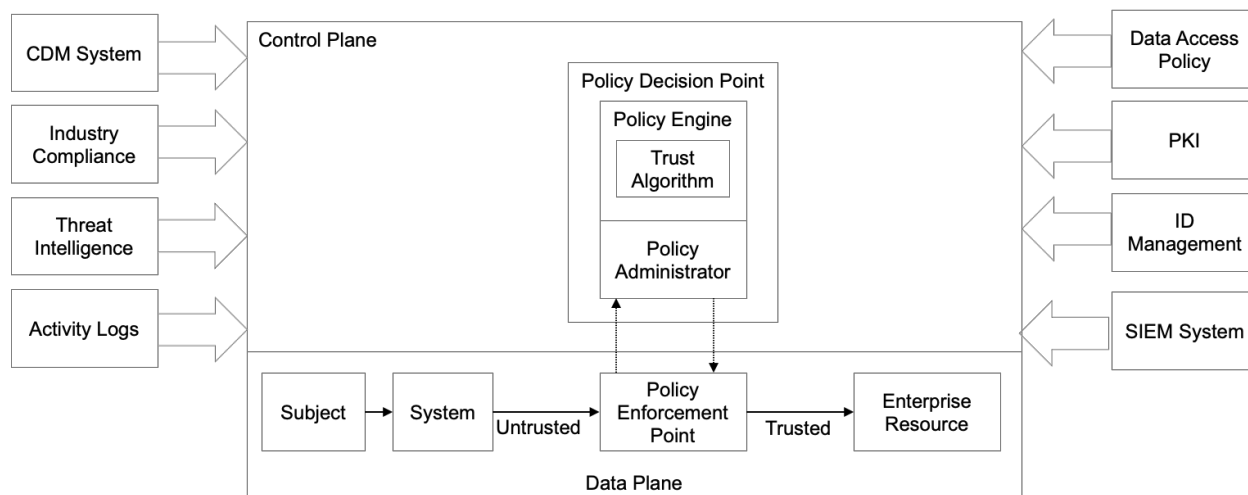 CDM System
Industry
Compliance
Threat
Intelligence
Activity Logs
Control Plane
Policy Decision Point
Policy Engine
Trust
Algorithm
Policy
Administrator
Subject
System
Untrusted
Policy
Enforcement
Point
Trusted
Enterprise
Resource
Data Plane
Data Access
Policy
PKI
ID
Management
SIEM System